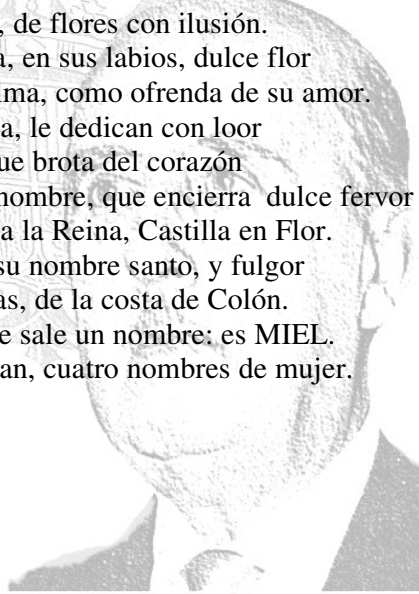 , de flores con ilusión.
a, en sus labios, dulce flor
ima, como ofrenda de su amor.
a, le dedican con loor
ue brota del corazón
nombre, que encierra dulce fervor
a la Reina, Castilla en Flor.
su nombre santo, y fulgor
as, de la costa de Colón.
e sale un nombre: es MIEL.
an, cuatro nombres de mujer.